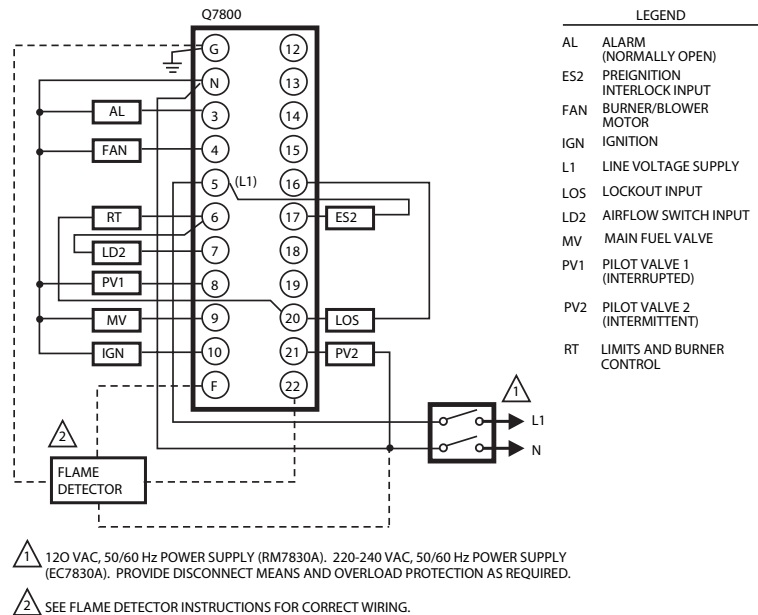 Q7800
LEGEND
G
12
AL ALARM
(NORMALLY OPEN)
N
13
ES2 PREIGNITION
INTERLOCK INPUT
AL
3
14
FAN BURNER/BLOWER
MOTOR
FAN
4
15
IGN IGNITION
5
(L1)
16
L1 LINE VOLTAGE SUPPLY
RT
6
17
ES2
LOS LOCKOUT INPUT
LD2 AIRFLOW SWITCH INPUT
LD2
7
18
MV MAIN FUEL VALVE
PV1
8
19
PV1 PILOT VALVE 1
(INTERRUPTED)
MV
9
20
LOS
PV2 PILOT VALVE 2
(INTERMITTENT)
IGN
10
21
PV2
RT LIMITS AND BURNER
CONTROL
F
22
1
L1
2
N
FLAME
DETECTOR
1 12O VAC, 50/60 Hz POWER SUPPLY (RM7830A). 220-240 VAC, 50/60 Hz POWER SUPPLY
(EC7830A). PROVIDE DISCONNECT MEANS AND OVERLOAD PROTECTION AS REQUIRED.
2 SEE FLAME DETECTOR INSTRUCTIONS FOR CORRECT WIRING.